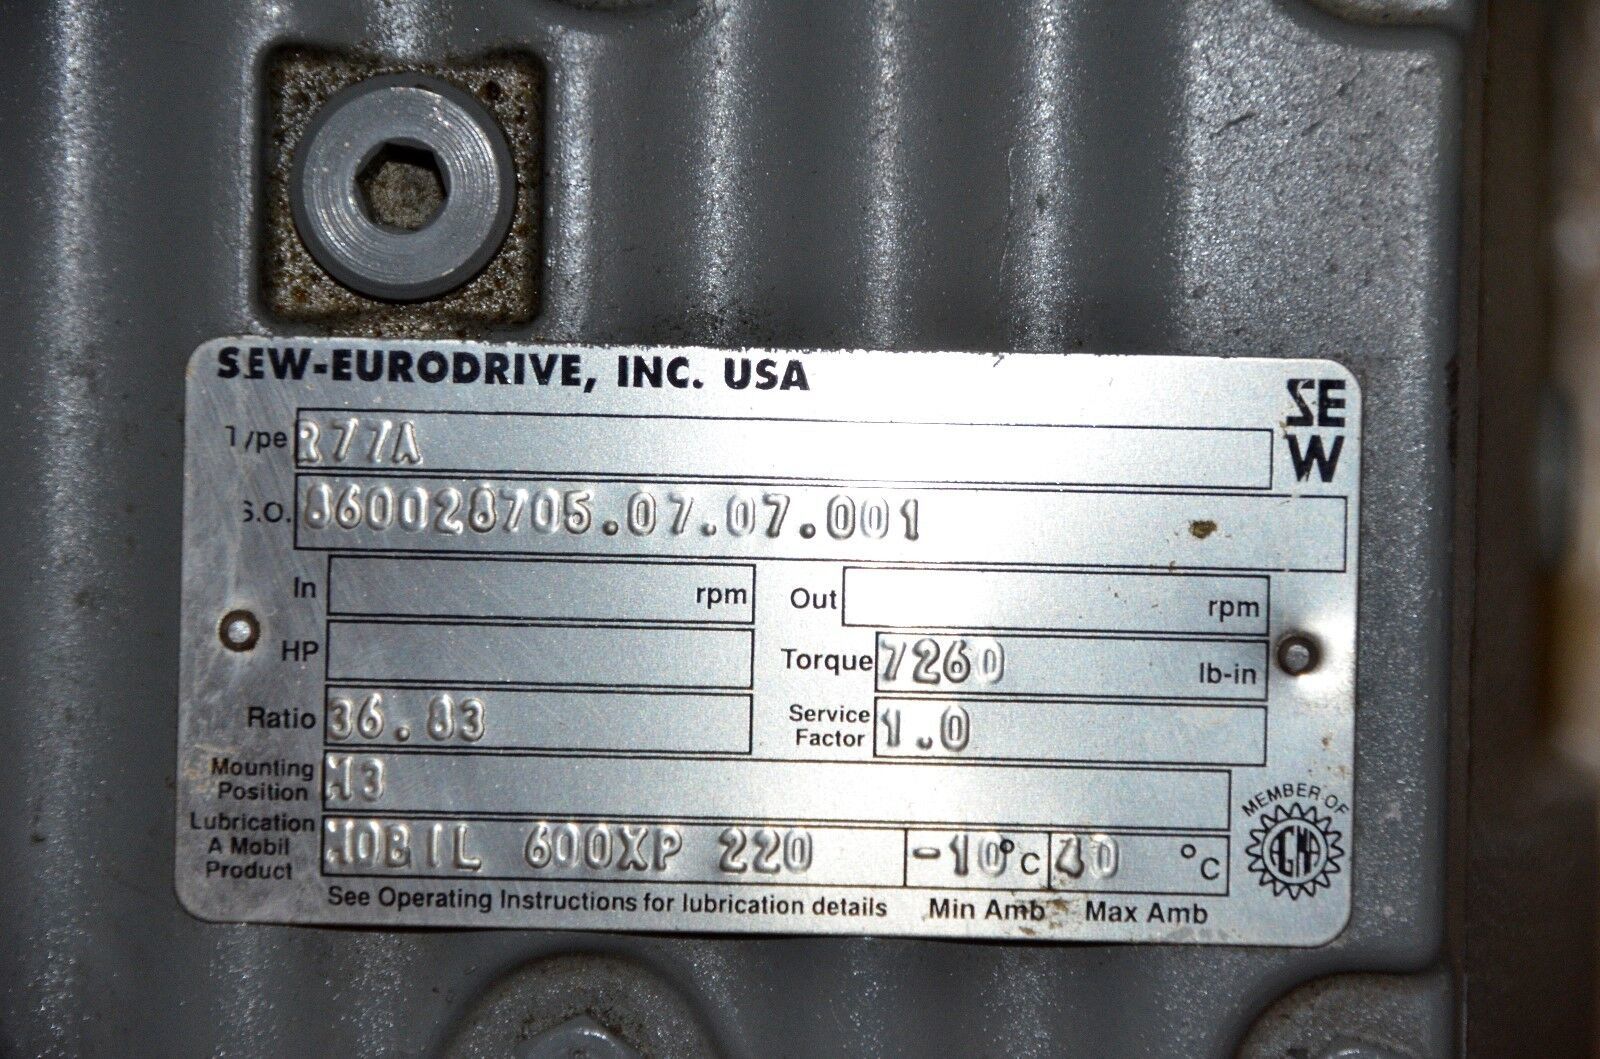 SEW-EURODRIVE, INC. USA
SE
W
Type R77A
S.O. 860028705.07.07.001
In rpm Out rpm
HP Torque 7260 lb-in
Ratio 36.83 Service Factor 1.0
Mounting Position M3
Lubrication A Mobil Product MOBIL 600XP 220 -10°C 40 °C
See Operating Instructions for lubrication details Min Amb Max Amb
MEMBER OF
AGMA